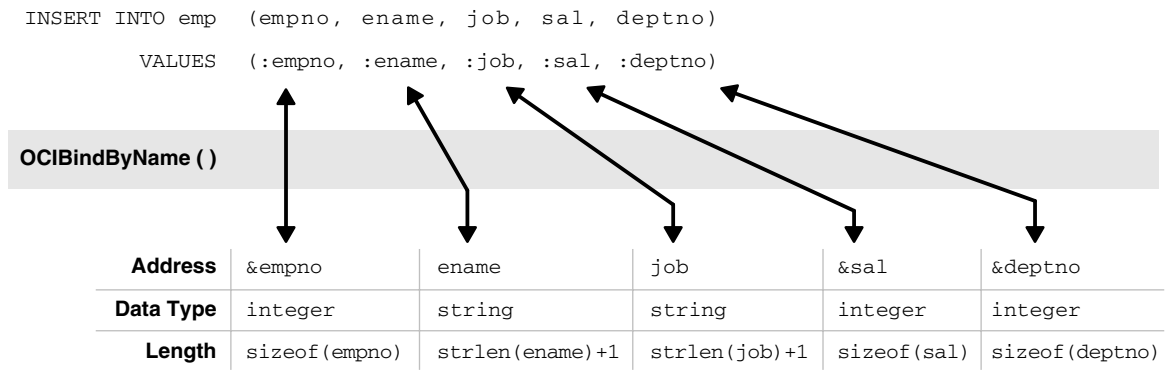 INSERT INTO emp (empno, ename, job, sal, deptno)
VALUES (:empno, :ename, :job, :sal, :deptno)
OCIBindByName ( )
Address &empno ename job &sal &deptno
Data Type integer string string integer integer
Length sizeof(empno) strlen(ename)+1 strlen(job)+1 sizeof(sal) sizeof(deptno)